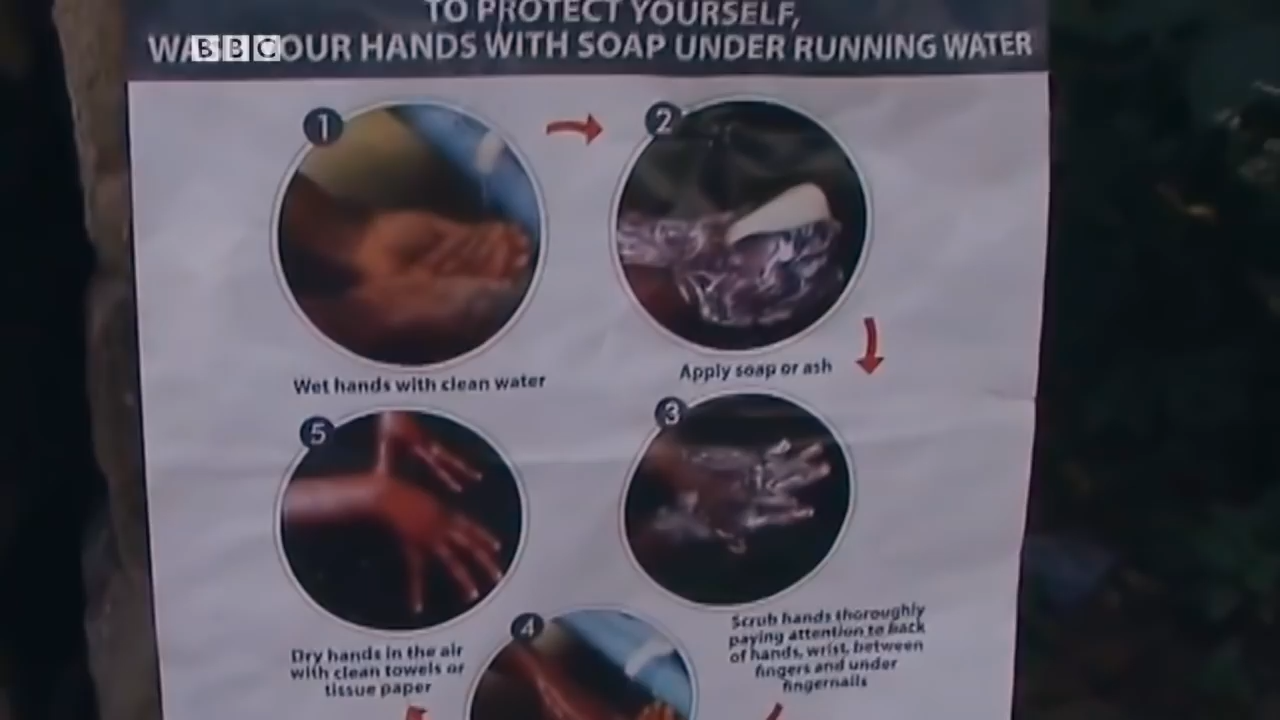 TO PROTECT YOURSELF,
BBC
OUR HANDS WITH SOAP UNDER RUNNING WATER
1
2
Wet hands with clean water
Apply soap or ash
5
3
4
Scrub hands thoroughly
paying attention to back
of hands, wrist, between
fingers and under
fingernails
Dry hands in the air
with clean towels or
tissue paper